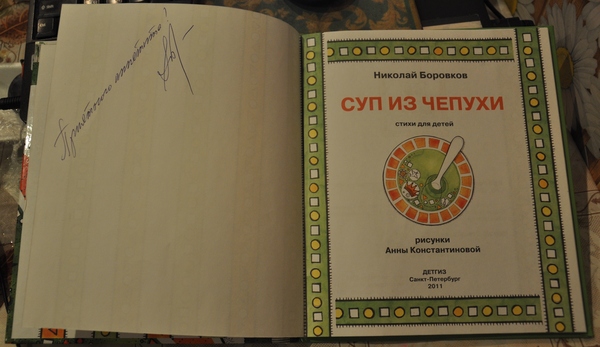 Приятного аппетита!
Николай Боровков
СУП ИЗ ЧЕПУХИ
стихи для детей
рисунки
Анны Константиновой
ДЕТГИЗ
Санкт-Петербург
2011